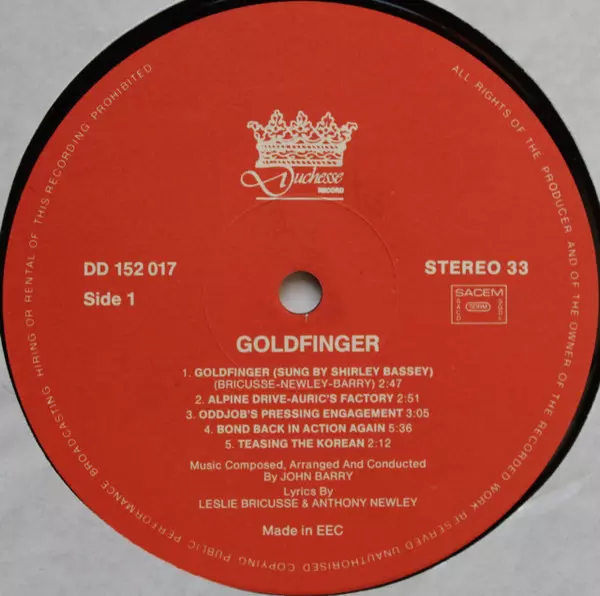 Duchesse
RECORD
DD 152 017
STEREO 33
Side 1
SACEM
GOLDFINGER
1. GOLDFINGER (SUNG BY SHIRLEY BASSEY)
(BRICUSSE-NEWLEY-BARRY) 2:47
2. ALPINE DRIVE-AURIC'S FACTORY 2:51
3. ODDJOB'S PRESSING ENGAGEMENT 3:05
4. BOND BACK IN ACTION AGAIN 5:36
5. TEASING THE KOREAN 2:12
Music Composed, Arranged And Conducted
By JOHN BARRY
Lyrics By
LESLIE BRICUSSE & ANTHONY NEWLEY
Made in EEC
ALL RIGHTS OF THE PRODUCER AND OF THE OWNER OF THE RECORDED WORK RESERVED UNAUTHORISED COPYING PUBLIC PERFORMANCE BROADCASTING HIRING OR RENTAL OF THIS RECORDING PROHIBITED